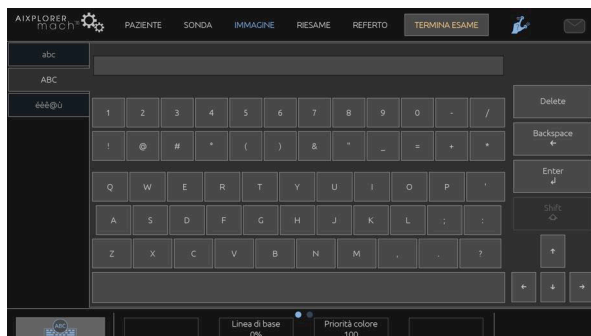 AIXPLORER
mach
PAZIENTE SONDA IMMAGINE RIESAME REFERTO TERMINA ESAME
abc
ABC
éèê@ù
1 2 3 4 5 6 7 8 9 0 - / Delete
! @ # * ( ) & " _ = + * Backspace
←
Q W E R T Y U I O P ' Enter
↲
A S D F G H J K L ; : Shift
Z X C V B N M , . ? ↑
← ↓ →
ABC
Linea di base Priorità colore
0% 100